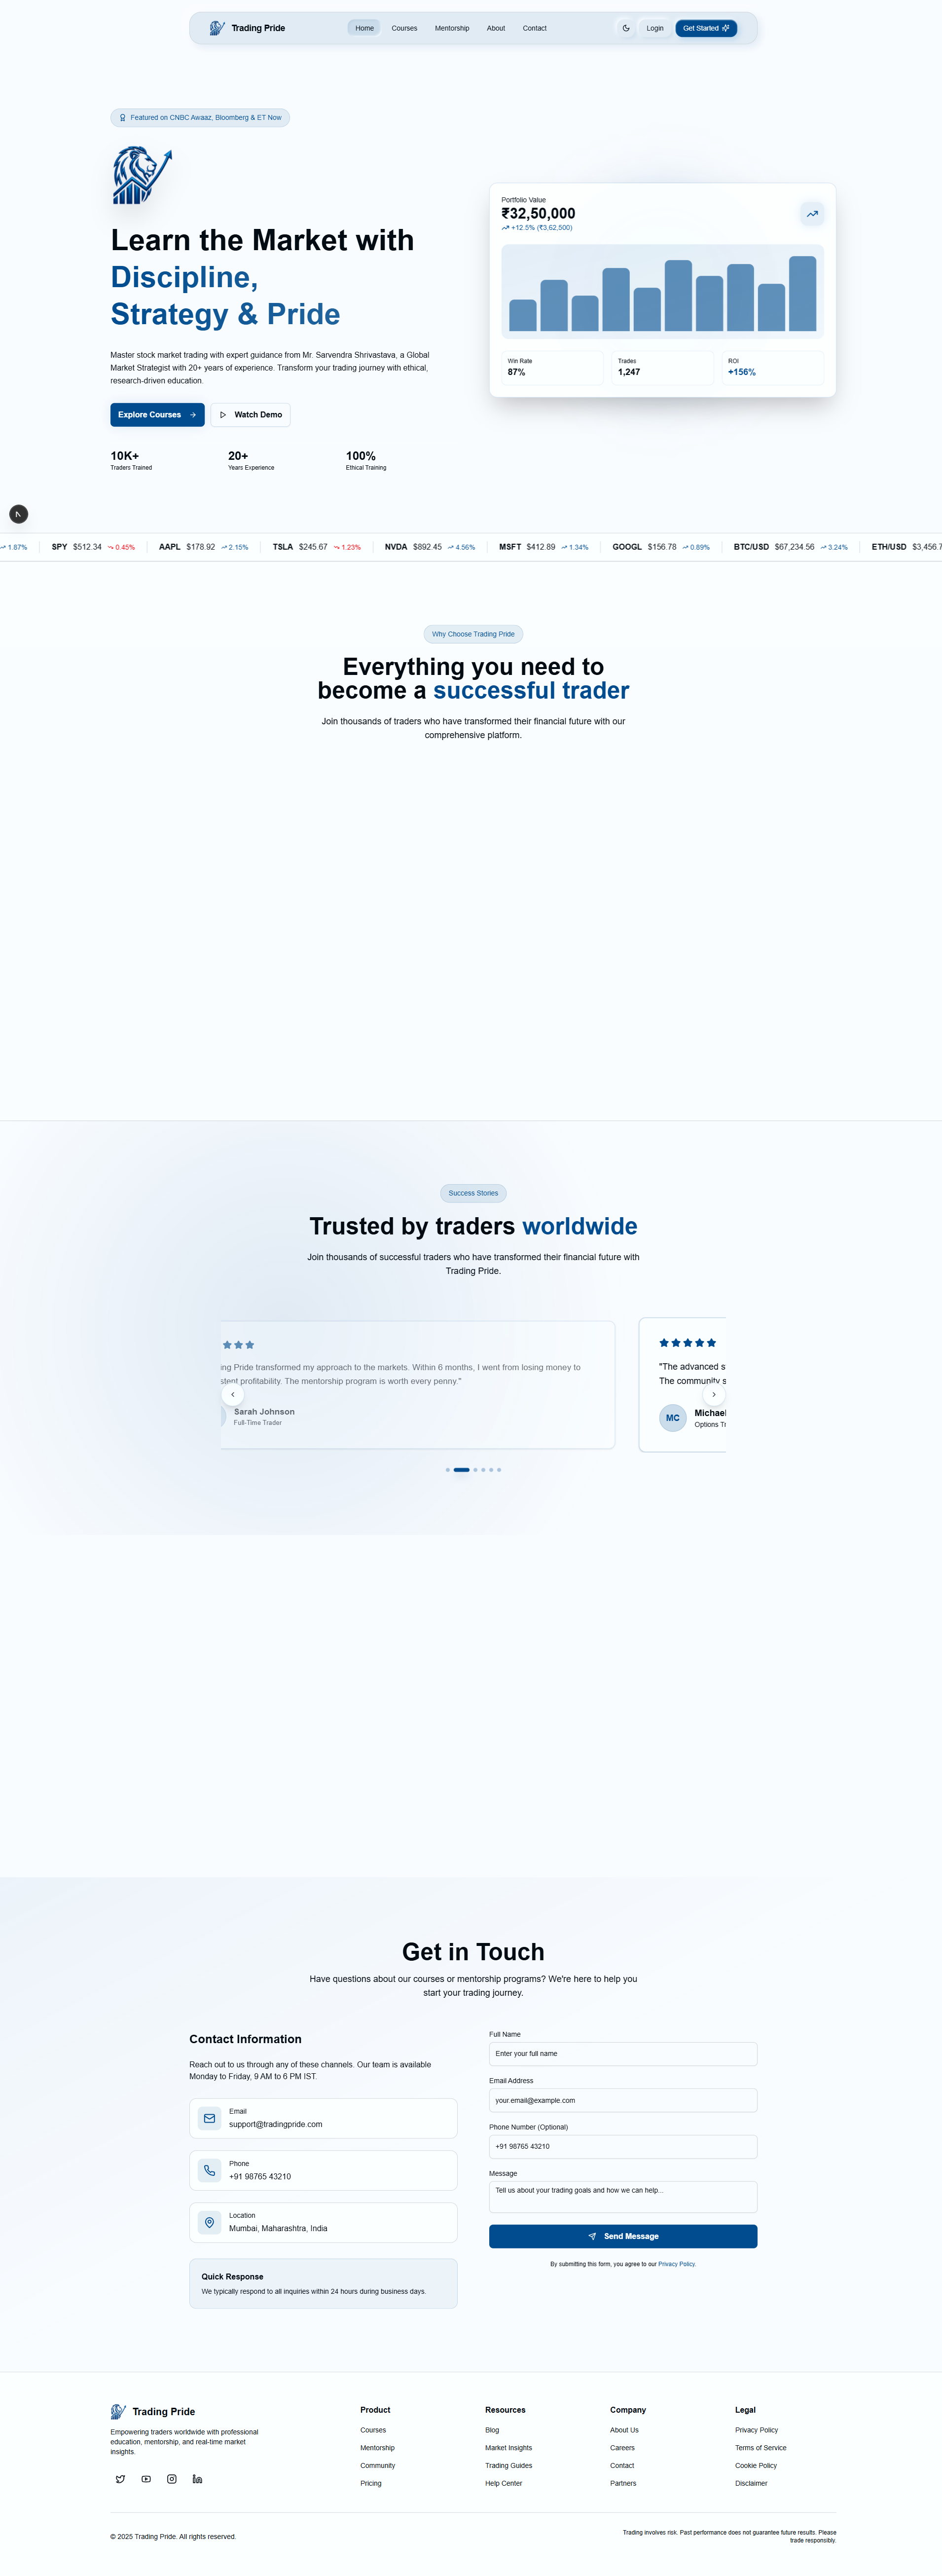 Trading Pride
Home Courses Mentorship About Contact
Login
Get Started
Featured on CNBC Awaaz, Bloomberg & ET Now
Learn the Market with
Discipline,
Strategy & Pride
Master stock market trading with expert guidance from Mr. Sarvendra Shrivastava, a Global
Market Strategist with 20+ years of experience. Transform your trading journey with ethical,
research-driven education.
Explore Courses
Watch Demo
10K+
Traders Trained
20+
Years Experience
100%
Ethical Training
Portfolio Value
₹32,50,000
+12.5% (₹3,62,500)
Win Rate
87%
Trades
1,247
ROI
+156%
1.87% SPY $512.34 0.45% AAPL $178.92 2.15% TSLA $245.67 1.23% NVDA $892.45 4.56% MSFT $412.89 1.34% GOOGL $156.78 0.89% BTC/USD $67,234.56 3.24% ETH/USD $3,456.7
Why Choose Trading Pride
Everything you need to
become a successful trader
Join thousands of traders who have transformed their financial future with our
comprehensive platform.
Success Stories
Trusted by traders worldwide
Join thousands of successful traders who have transformed their financial future with
Trading Pride.
ing Pride transformed my approach to the markets. Within 6 months, I went from losing money to
stent profitability. The mentorship program is worth every penny."
Sarah Johnson
Full-Time Trader
"The advanced s
The community s
MC
Michael
Options Tr
Get in Touch
Have questions about our courses or mentorship programs? We're here to help you
start your trading journey.
Contact Information
Reach out to us through any of these channels. Our team is available
Monday to Friday, 9 AM to 6 PM IST.
Email
support@tradingpride.com
Phone
+91 98765 43210
Location
Mumbai, Maharashtra, India
Quick Response
We typically respond to all inquiries within 24 hours during business days.
Full Name
Enter your full name
Email Address
your.email@example.com
Phone Number (Optional)
+91 98765 43210
Message
Tell us about your trading goals and how we can help...
Send Message
By submitting this form, you agree to our Privacy Policy.
Trading Pride
Empowering traders worldwide with professional
education, mentorship, and real-time market
insights.
Product
Courses
Mentorship
Community
Pricing
Resources
Blog
Market Insights
Trading Guides
Help Center
Company
About Us
Careers
Contact
Partners
Legal
Privacy Policy
Terms of Service
Cookie Policy
Disclaimer
© 2025 Trading Pride. All rights reserved.
Trading involves risk. Past performance does not guarantee future results. Please
trade responsibly.